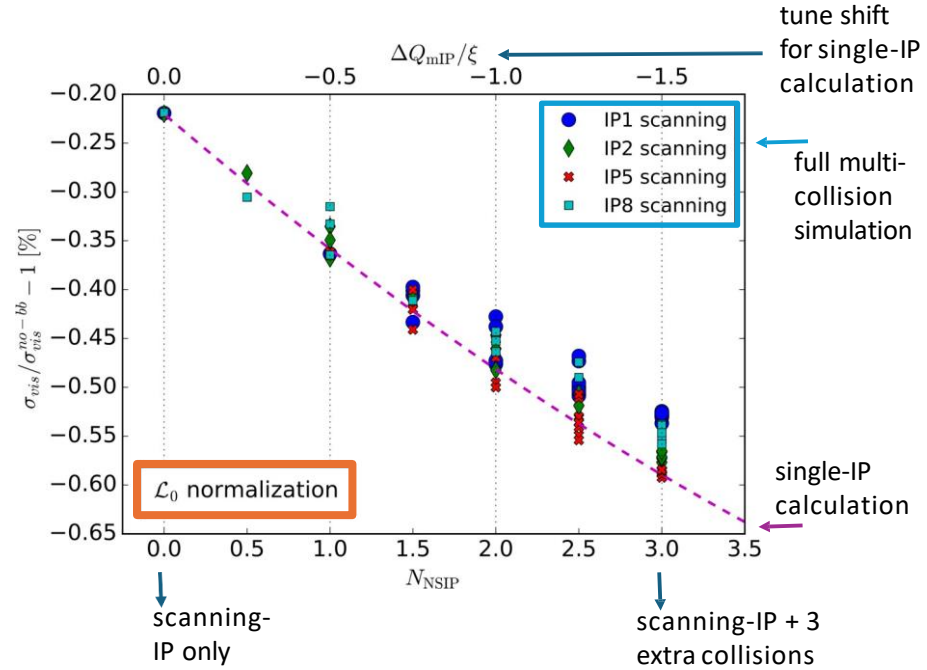 tune shift
for single-IP
calculation
ΔQ_mIP/ξ
0.0 −0.5 −1.0 −1.5
−0.20
−0.25
−0.30
−0.35
−0.40
−0.45
−0.50
−0.55
−0.60
−0.65
σ_vis/σ_vis^{no−bb} − 1 [%]
IP1 scanning
IP2 scanning
IP5 scanning
IP8 scanning
full multi-
collision
simulation
ℒ₀ normalization
single-IP
calculation
0.0 0.5 1.0 1.5 2.0 2.5 3.0 3.5
N_NSIP
scanning-
IP only
scanning-IP + 3
extra collisions